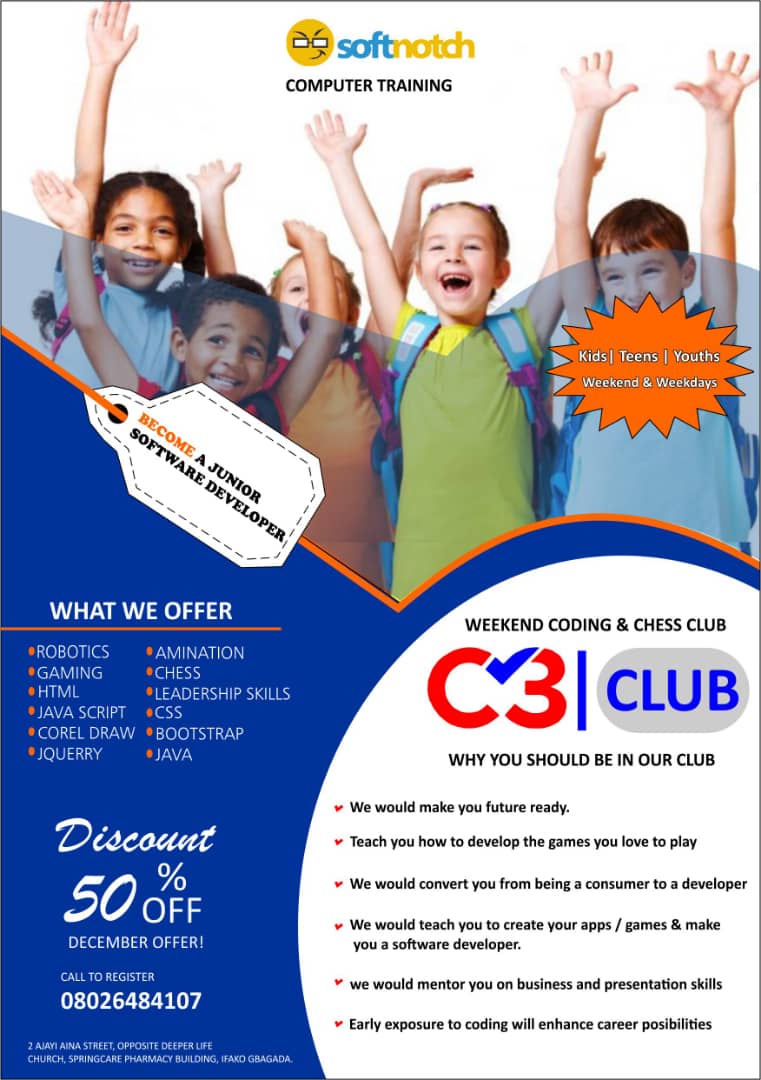 softnotch
COMPUTER TRAINING
Kids| Teens | Youths
Weekend & Weekdays
BECOME A JUNIOR
SOFTWARE DEVELOPER
WHAT WE OFFER
ROBOTICS
GAMING
HTML
JAVA SCRIPT
COREL DRAW
JQUERRY
AMINATION
CHESS
LEADERSHIP SKILLS
CSS
BOOTSTRAP
JAVA
Discount
50 % OFF
DECEMBER OFFER!
CALL TO REGISTER
08026484107
2 AJAYI AINA STREET, OPPOSITE DEEPER LIFE
CHURCH, SPRINGCARE PHARMACY BUILDING, IFAKO GBAGADA.
WEEKEND CODING & CHESS CLUB
C3 | CLUB
WHY YOU SHOULD BE IN OUR CLUB
We would make you future ready.
Teach you how to develop the games you love to play
We would convert you from being a consumer to a developer
We would teach you to create your apps / games & make
you a software developer.
we would mentor you on business and presentation skills
Early exposure to coding will enhance career posibilities